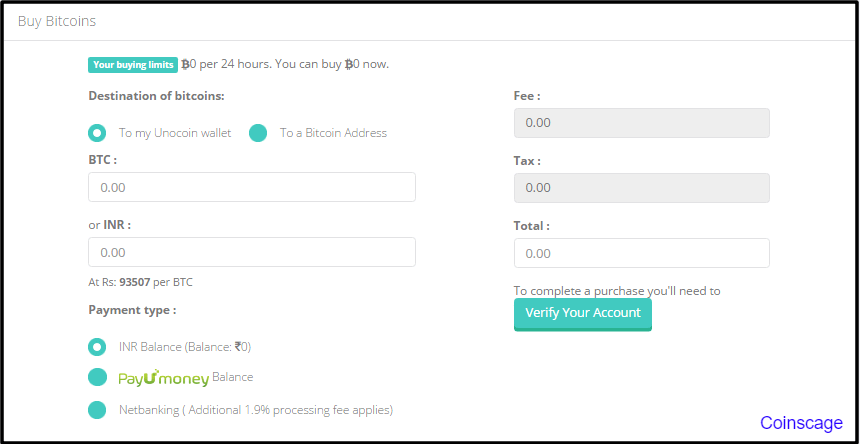 Buy Bitcoins
Your buying limits ฿0 per 24 hours. You can buy ฿0 now.
Destination of bitcoins:
To my Unocoin wallet To a Bitcoin Address
BTC :
0.00
or INR :
0.00
At Rs: 93507 per BTC
Payment type :
INR Balance (Balance: ₹0)
PayUmoney Balance
Netbanking ( Additional 1.9% processing fee applies)
Fee :
0.00
Tax :
0.00
Total :
0.00
To complete a purchase you'll need to
Verify Your Account
Coinscage